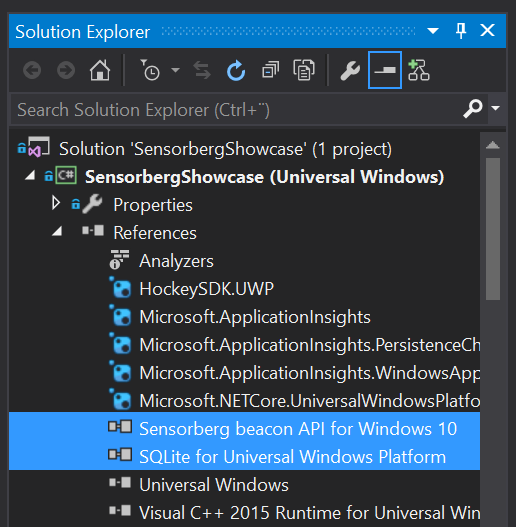 Solution Explorer
Search Solution Explorer (Ctrl+¨)
Solution 'SensorbergShowcase' (1 project)
C# SensorbergShowcase (Universal Windows)
Properties
References
Analyzers
HockeySDK.UWP
Microsoft.ApplicationInsights
Microsoft.ApplicationInsights.PersistenceCh
Microsoft.ApplicationInsights.WindowsApp
Microsoft.NETCore.UniversalWindowsPlatfo
Sensorberg beacon API for Windows 10
SQLite for Universal Windows Platform
Universal Windows
Visual C++ 2015 Runtime for Universal Win